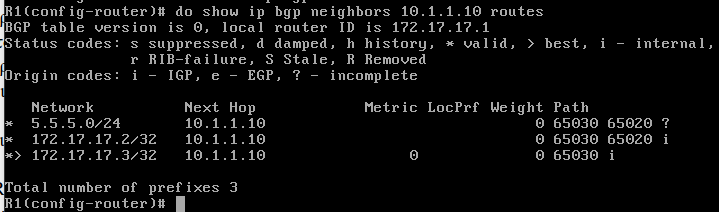 R1(config-router)# do show ip bgp neighbors 10.1.1.10 routes
BGP table version is 0, local router ID is 172.17.17.1
Status codes: s suppressed, d damped, h history, * valid, > best, i - internal,
              r RIB-failure, S Stale, R Removed
Origin codes: i - IGP, e - EGP, ? - incomplete

   Network          Next Hop            Metric LocPrf Weight Path
*  5.5.5.0/24       10.1.1.10                              0 65030 65020 ?
*  172.17.17.2/32   10.1.1.10                              0 65030 65020 i
*> 172.17.17.3/32   10.1.1.10                0             0 65030 i

Total number of prefixes 3
R1(config-router)#